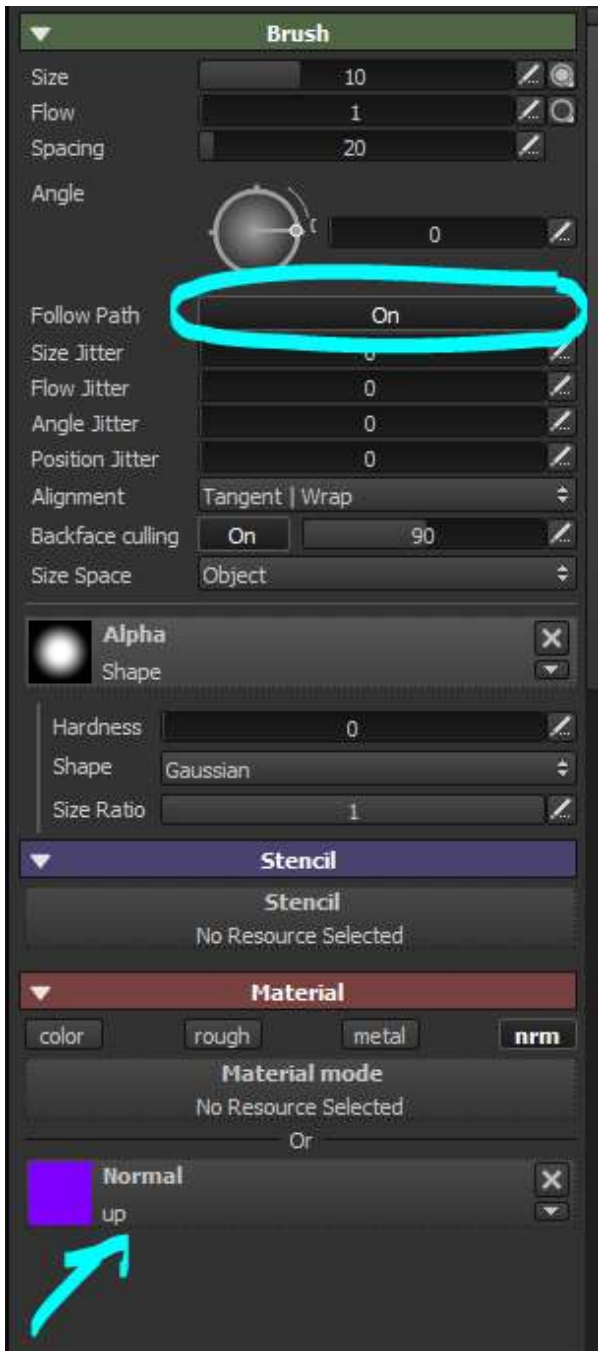 Brush
Size 10
Flow 1
Spacing 20
Angle 0
Follow Path On
Size Jitter 0
Flow Jitter 0
Angle Jitter 0
Position Jitter 0
Alignment Tangent | Wrap
Backface culling On 90
Size Space Object
Alpha
Shape
Hardness 0
Shape Gaussian
Size Ratio 1
Stencil
Stencil
No Resource Selected
Material
color rough metal nrm
Material mode
No Resource Selected
Or
Normal
up